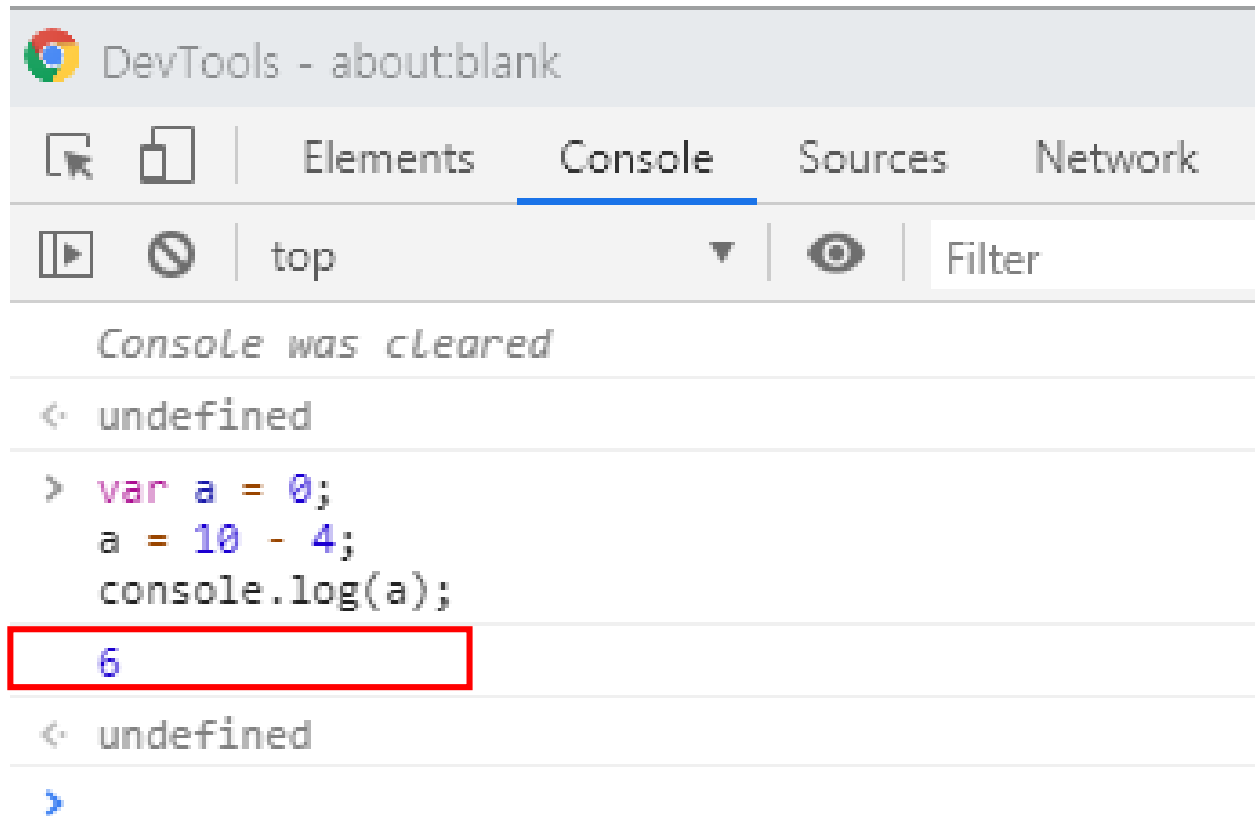 DevTools - about:blank
Elements Console Sources Network
top Filter
Console was cleared
undefined
var a = 0;
a = 10 - 4;
console.log(a);
6
undefined